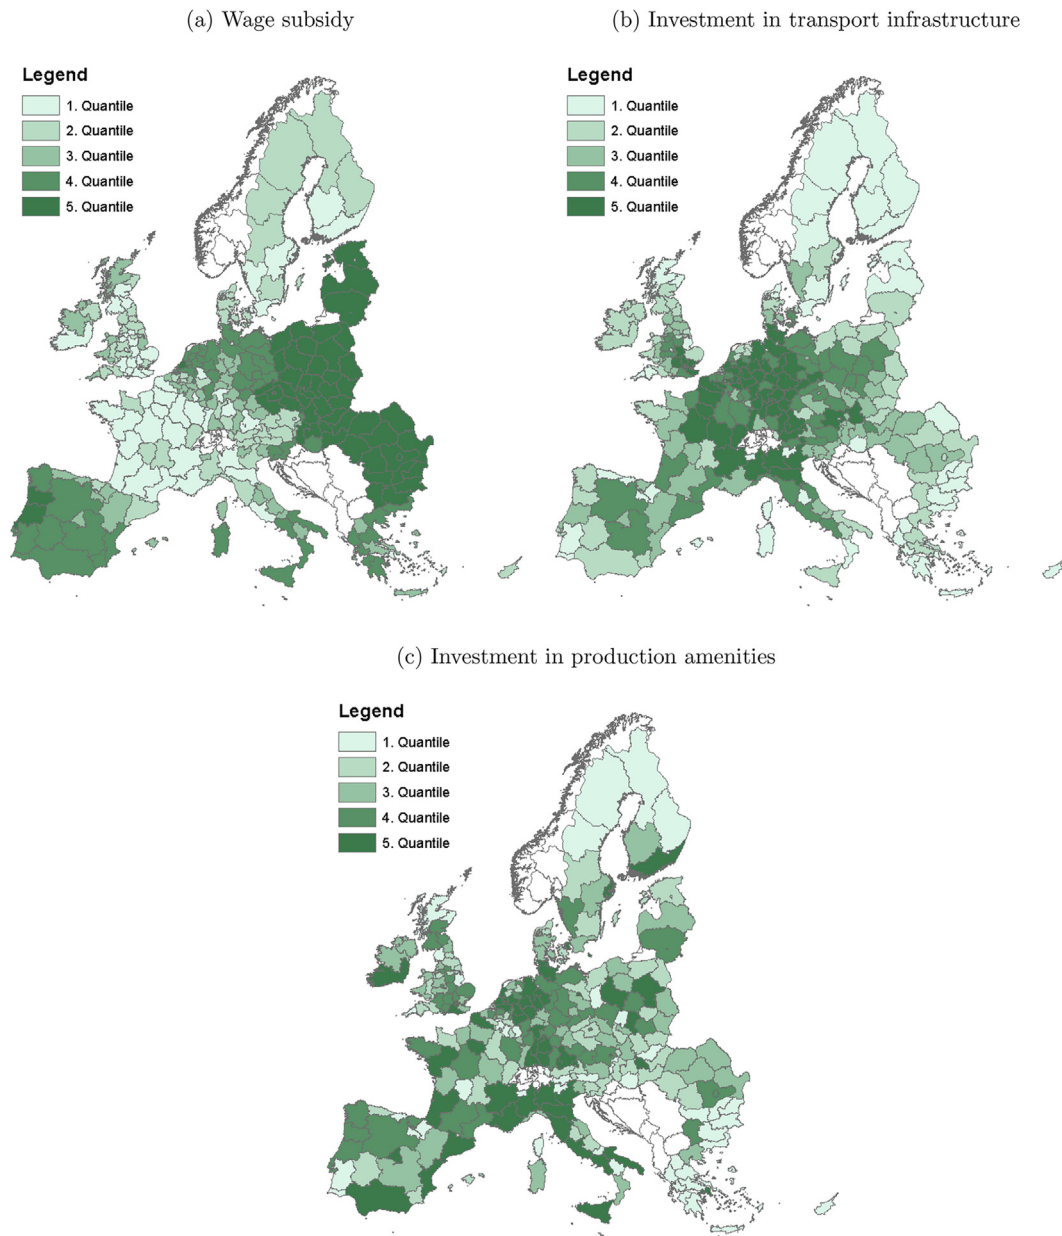 (a) Wage subsidy
(b) Investment in transport infrastructure
Legend
1. Quantile
2. Quantile
3. Quantile
4. Quantile
5. Quantile
Legend
1. Quantile
2. Quantile
3. Quantile
4. Quantile
5. Quantile
(c) Investment in production amenities
Legend
1. Quantile
2. Quantile
3. Quantile
4. Quantile
5. Quantile